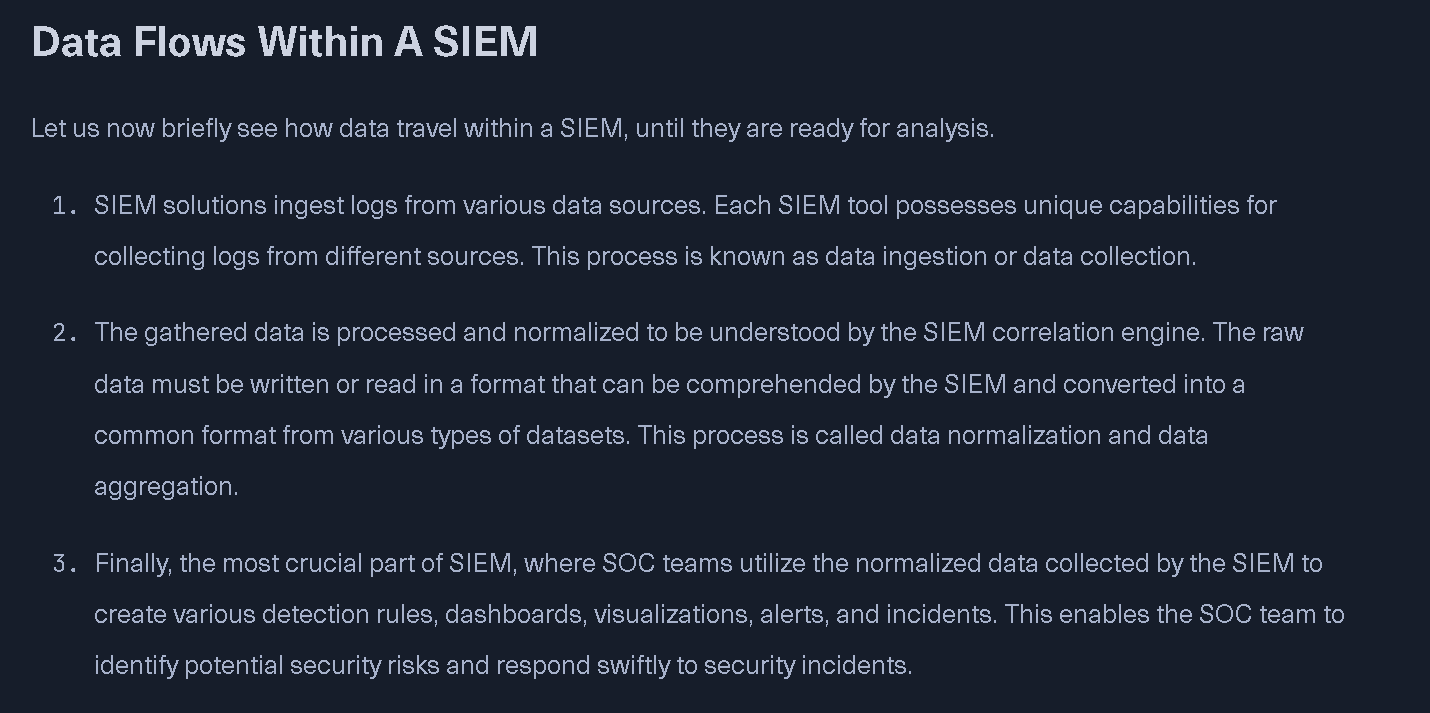 Data Flows Within A SIEM
Let us now briefly see how data travel within a SIEM, until they are ready for analysis.
1. SIEM solutions ingest logs from various data sources. Each SIEM tool possesses unique capabilities for
collecting logs from different sources. This process is known as data ingestion or data collection.
2. The gathered data is processed and normalized to be understood by the SIEM correlation engine. The raw
data must be written or read in a format that can be comprehended by the SIEM and converted into a
common format from various types of datasets. This process is called data normalization and data
aggregation.
3. Finally, the most crucial part of SIEM, where SOC teams utilize the normalized data collected by the SIEM to
create various detection rules, dashboards, visualizations, alerts, and incidents. This enables the SOC team to
identify potential security risks and respond swiftly to security incidents.